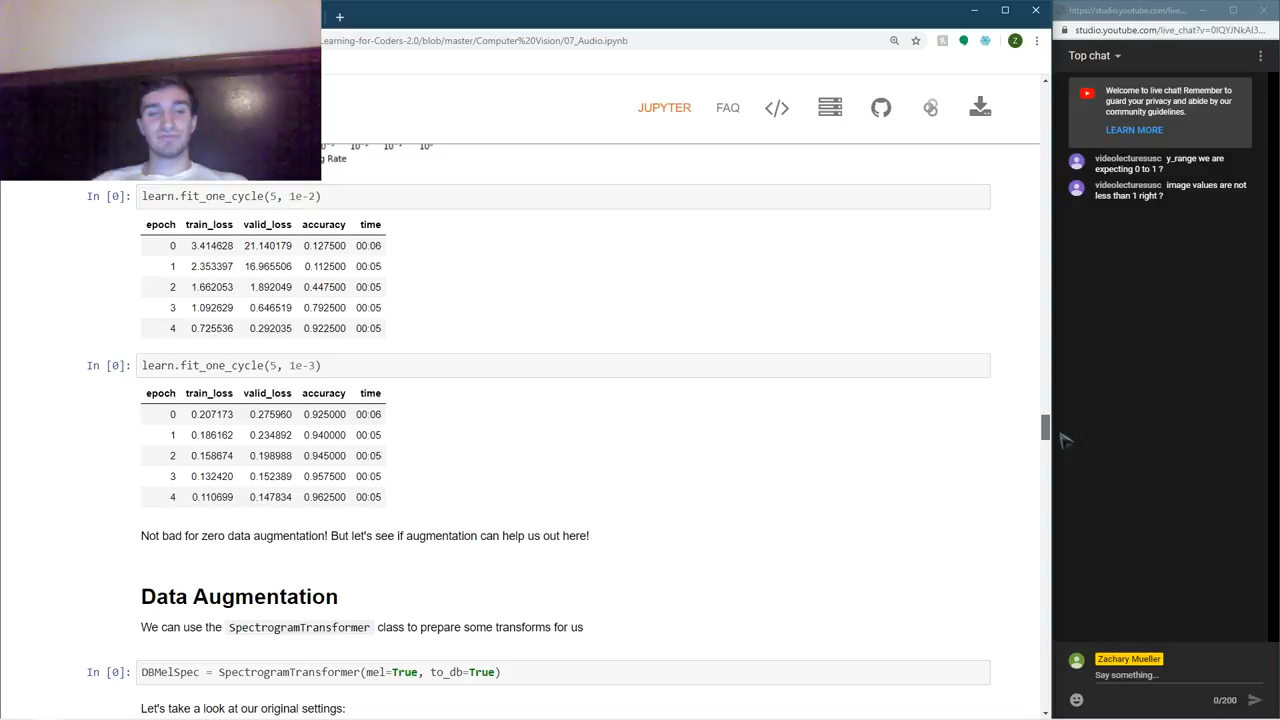 https://studio.youtube.com/live...
Learning-for-Coders-2.0/blob/master/Computer%20Vision/07_Audio.ipynb
studio.youtube.com/live_chat?v=0IQYJNkAI3...
Z
Top chat
Welcome to live chat! Remember to
guard your privacy and abide by our
community guidelines.
LEARN MORE
JUPYTER FAQ
g Rate
videolecturesusc y_range we are
expecting 0 to 1 ?
videolecturesusc image values are not
less than 1 right ?
In [0]: learn.fit_one_cycle(5, 1e-2)
epoch train_loss valid_loss accuracy time
0 3.414628 21.140179 0.127500 00:06
1 2.353397 16.965506 0.112500 00:05
2 1.662053 1.892049 0.447500 00:05
3 1.092629 0.646519 0.792500 00:05
4 0.725536 0.292035 0.922500 00:05
In [0]: learn.fit_one_cycle(5, 1e-3)
epoch train_loss valid_loss accuracy time
0 0.207173 0.275960 0.925000 00:06
1 0.186162 0.234892 0.940000 00:05
2 0.158674 0.198988 0.945000 00:05
3 0.132420 0.152389 0.957500 00:05
4 0.110699 0.147834 0.962500 00:05
Not bad for zero data augmentation! But let's see if augmentation can help us out here!
Data Augmentation
We can use the SpectrogramTransformer class to prepare some transforms for us
In [0]: DBMelSpec = SpectrogramTransformer(mel=True, to_db=True)
Let's take a look at our original settings:
Zachary Mueller
Say something...
0/200